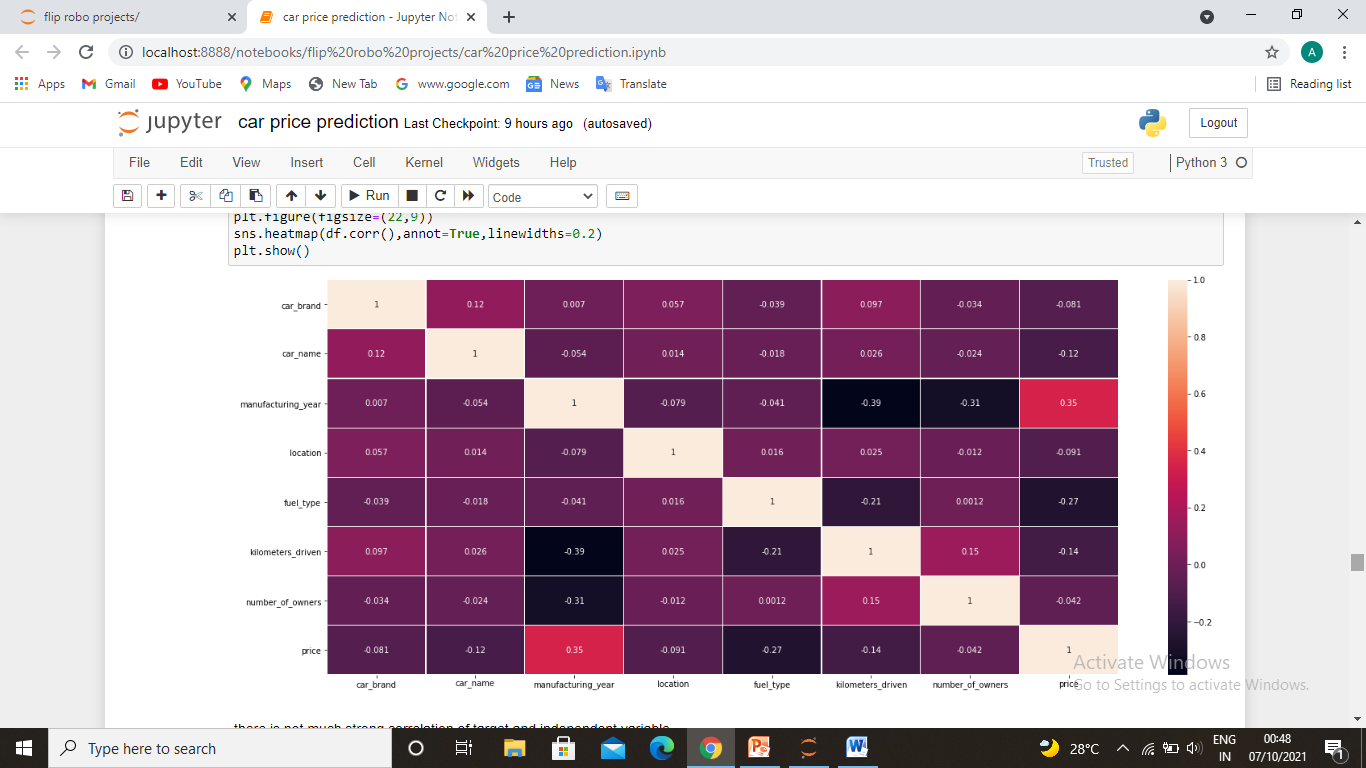 flip robo projects/
car price prediction - Jupyter Not
localhost:8888/notebooks/flip%20robo%20projects/car%20price%20prediction.ipynb
A
Apps Gmail YouTube Maps New Tab www.google.com News Translate Reading list
jupyter car price prediction Last Checkpoint: 9 hours ago (autosaved)
Logout
File Edit View Insert Cell Kernel Widgets Help Trusted Python 3
Run Code
plt.figure(figsize=(22,9))
sns.heatmap(df.corr(),annot=True,linewidths=0.2)
plt.show()
car_brand 1 0.12 0.007 0.057 -0.039 0.097 -0.034 -0.081
car_name 0.12 1 -0.054 0.014 -0.018 0.026 -0.024 -0.12
manufacturing_year 0.007 -0.054 1 -0.079 -0.041 -0.39 -0.31 0.35
location 0.057 0.014 -0.079 1 0.016 0.025 -0.012 -0.091
fuel_type -0.039 -0.018 -0.041 0.016 1 -0.21 0.0012 -0.27
kilometers_driven 0.097 0.026 -0.39 0.025 -0.21 1 0.15 -0.14
number_of_owners -0.034 -0.024 -0.31 -0.012 0.0012 0.15 1 -0.042
price -0.081 -0.12 0.35 -0.091 -0.27 -0.14 -0.042 1
car_brand car_name manufacturing_year location fuel_type kilometers_driven number_of_owners price
1.0
0.8
0.6
0.4
0.2
0.0
-0.2
Activate Windows
Go to Settings to activate Windows.
there is not much strong correlation of target and independent variable
Type here to search
28°C
ENG
IN
00:48
07/10/2021
1